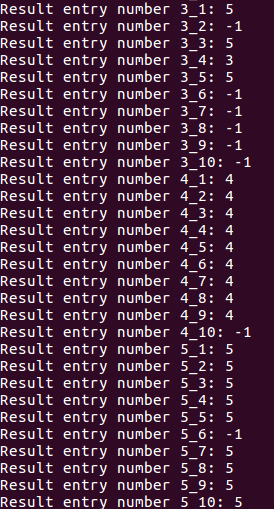 Result entry number 3_1: 5
Result entry number 3_2: -1
Result entry number 3_3: 5
Result entry number 3_4: 3
Result entry number 3_5: 5
Result entry number 3_6: -1
Result entry number 3_7: -1
Result entry number 3_8: -1
Result entry number 3_9: -1
Result entry number 3_10: -1
Result entry number 4_1: 4
Result entry number 4_2: 4
Result entry number 4_3: 4
Result entry number 4_4: 4
Result entry number 4_5: 4
Result entry number 4_6: 4
Result entry number 4_7: 4
Result entry number 4_8: 4
Result entry number 4_9: 4
Result entry number 4_10: -1
Result entry number 5_1: 5
Result entry number 5_2: 5
Result entry number 5_3: 5
Result entry number 5_4: 5
Result entry number 5_5: 5
Result entry number 5_6: -1
Result entry number 5_7: 5
Result entry number 5_8: 5
Result entry number 5_9: 5
Result entry number 5_10: 5